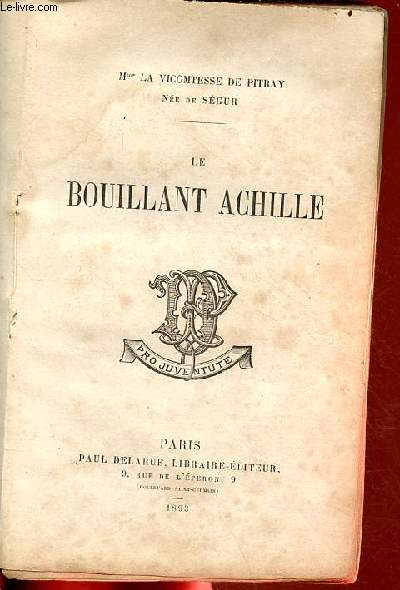 Le-livre.com
Mme LA VICOMTESSE DE PITRAY
NÉE DE SÉGUR
LE
BOUILLANT ACHILLE
PRO JUVENTUTE
PARIS
PAUL DELARUE, LIBRAIRE-ÉDITEUR,
9, RUE DE L'ÉPERON, 9